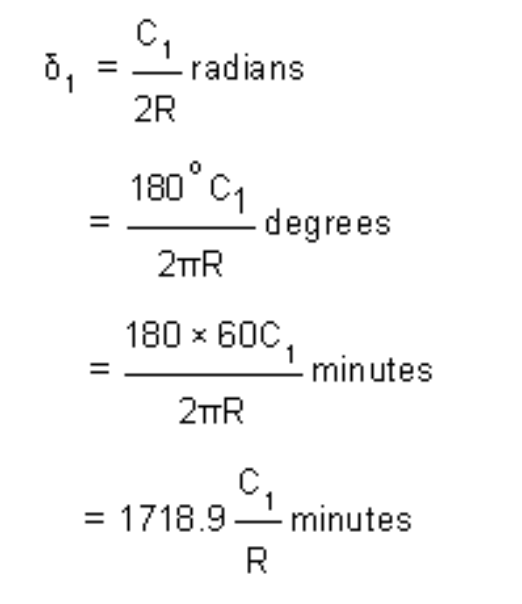 δ₁ = C₁/2R radians
= 180°C₁/2πR degrees
= 180 × 60C₁/2πR minutes
= 1718.9 C₁/R minutes